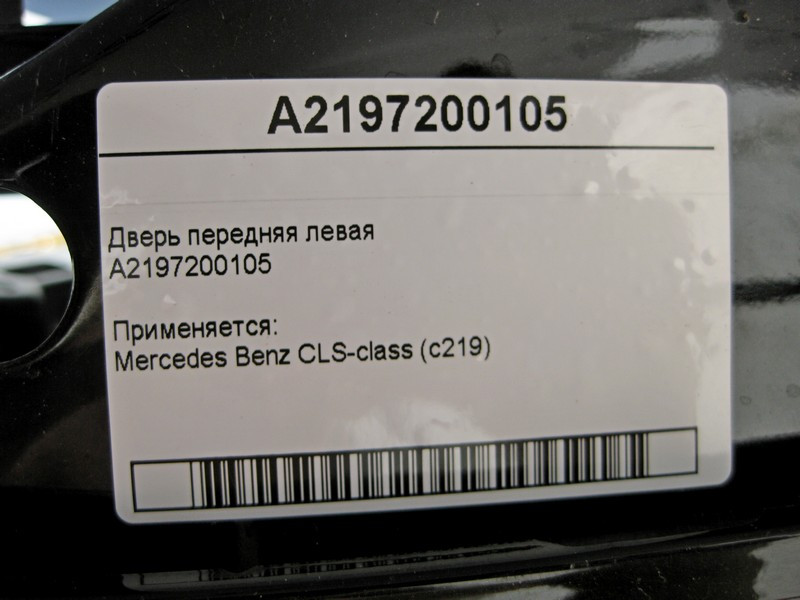 A2197200105
Дверь передняя левая
A2197200105
Применяется:
Mercedes Benz CLS-class (c219)